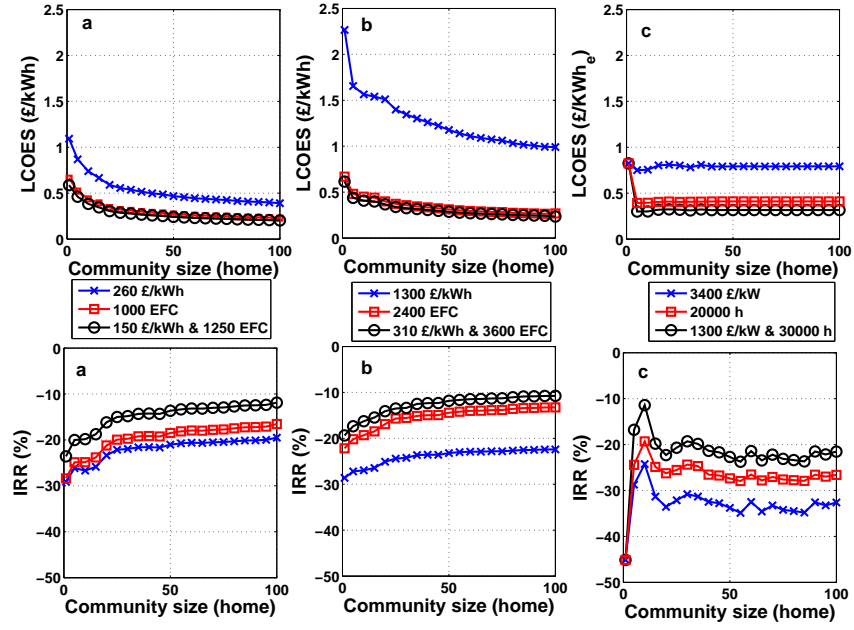 a
b
c
LCOES (£/kWh)
2.5
2
1.5
1
0.5
0
0
50
100
Community size (home)
LCOES (£/kWh)
2.5
2
1.5
1
0.5
0
0
50
100
Community size (home)
LCOES (£/KWhe)
2.5
2
1.5
1
0.5
0
0
50
100
Community size (home)
260 £/kWh
1000 EFC
150 £/kWh & 1250 EFC
1300 £/kWh
2400 EFC
310 £/kWh & 3600 EFC
3400 £/kW
20000 h
1300 £/kW & 30000 h
a
b
c
IRR (%)
0
−10
−20
−30
−40
−50
0
50
100
Community size (home)
IRR (%)
0
−10
−20
−30
−40
−50
0
50
100
Community size (home)
IRR (%)
0
−10
−20
−30
−40
−50
0
50
100
Community size (home)